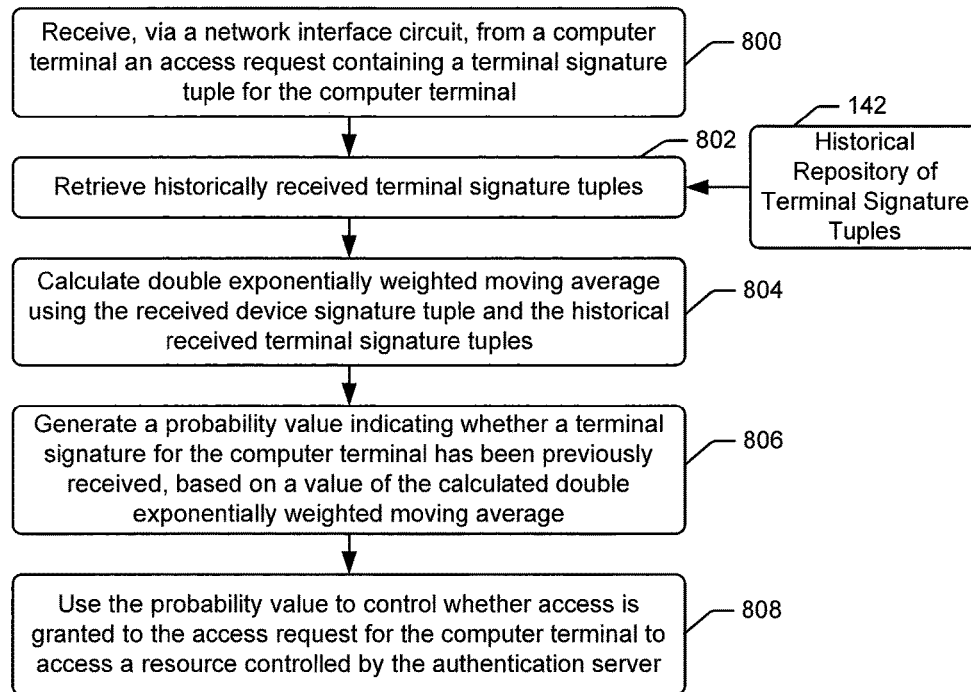 Receive, via a network interface circuit, from a computer
terminal an access request containing a terminal signature
tuple for the computer terminal
800
802
142
Retrieve historically received terminal signature tuples
Historical
Repository of
Terminal Signature
Tuples
Calculate double exponentially weighted moving average
using the received device signature tuple and the historical
received terminal signature tuples
804
Generate a probability value indicating whether a terminal
signature for the computer terminal has been previously
received, based on a value of the calculated double
exponentially weighted moving average
806
Use the probability value to control whether access is
granted to the access request for the computer terminal to
access a resource controlled by the authentication server
808